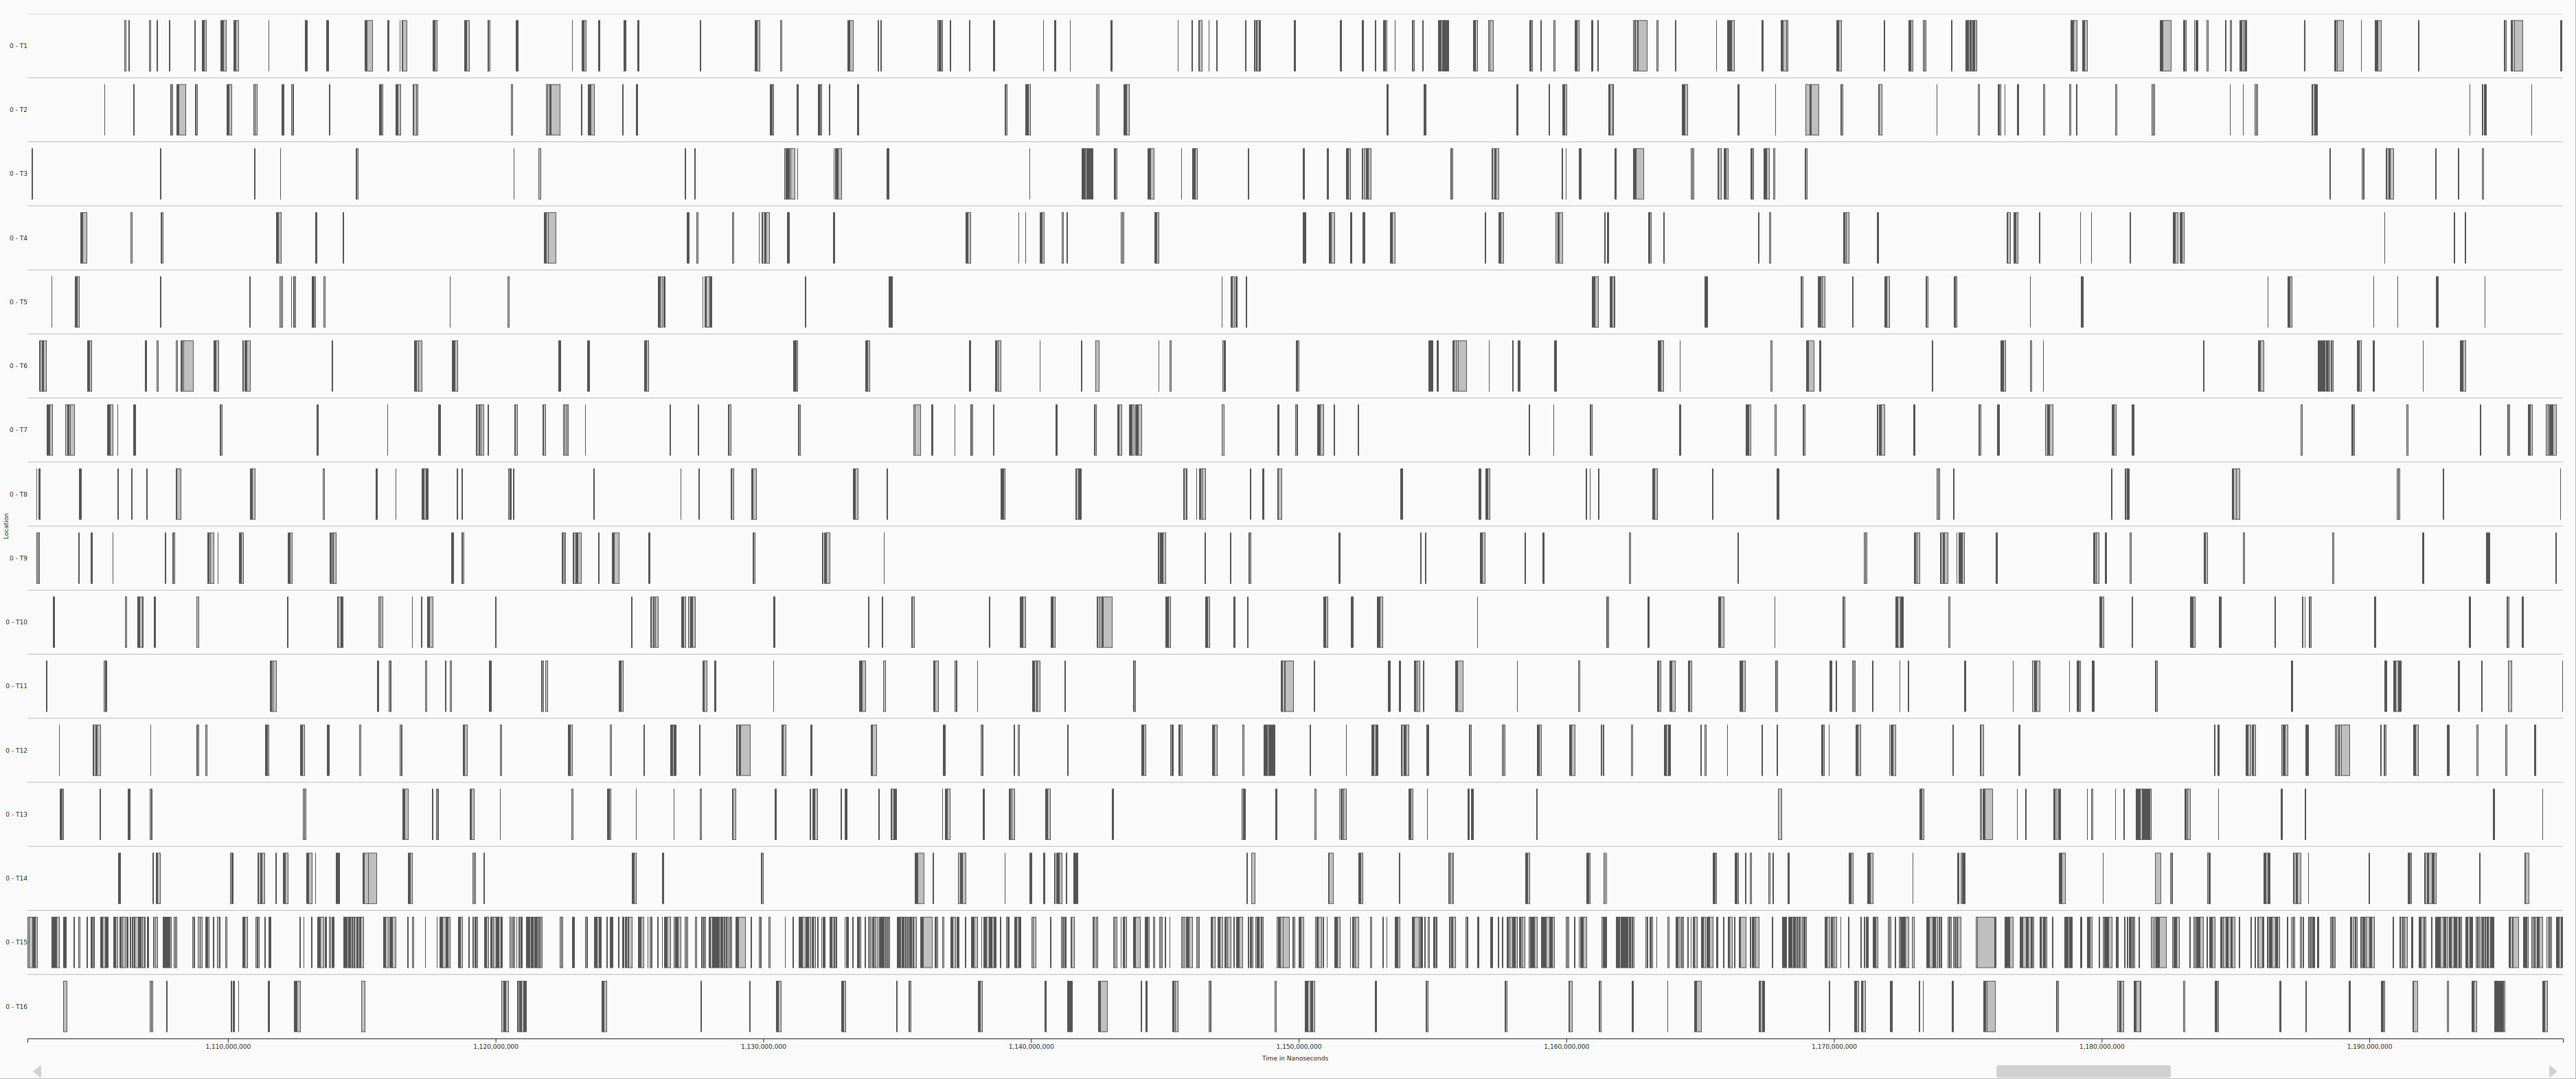 0 - T1
0 - T2
0 - T3
0 - T4
0 - T5
0 - T6
0 - T7
0 - T8
Location
0 - T9
0 - T10
0 - T11
0 - T12
0 - T13
0 - T14
0 - T15
0 - T16
1,110,000,000 1,120,000,000 1,130,000,000 1,140,000,000 1,150,000,000 1,160,000,000 1,170,000,000 1,180,000,000 1,190,000,000
Time in Nanoseconds